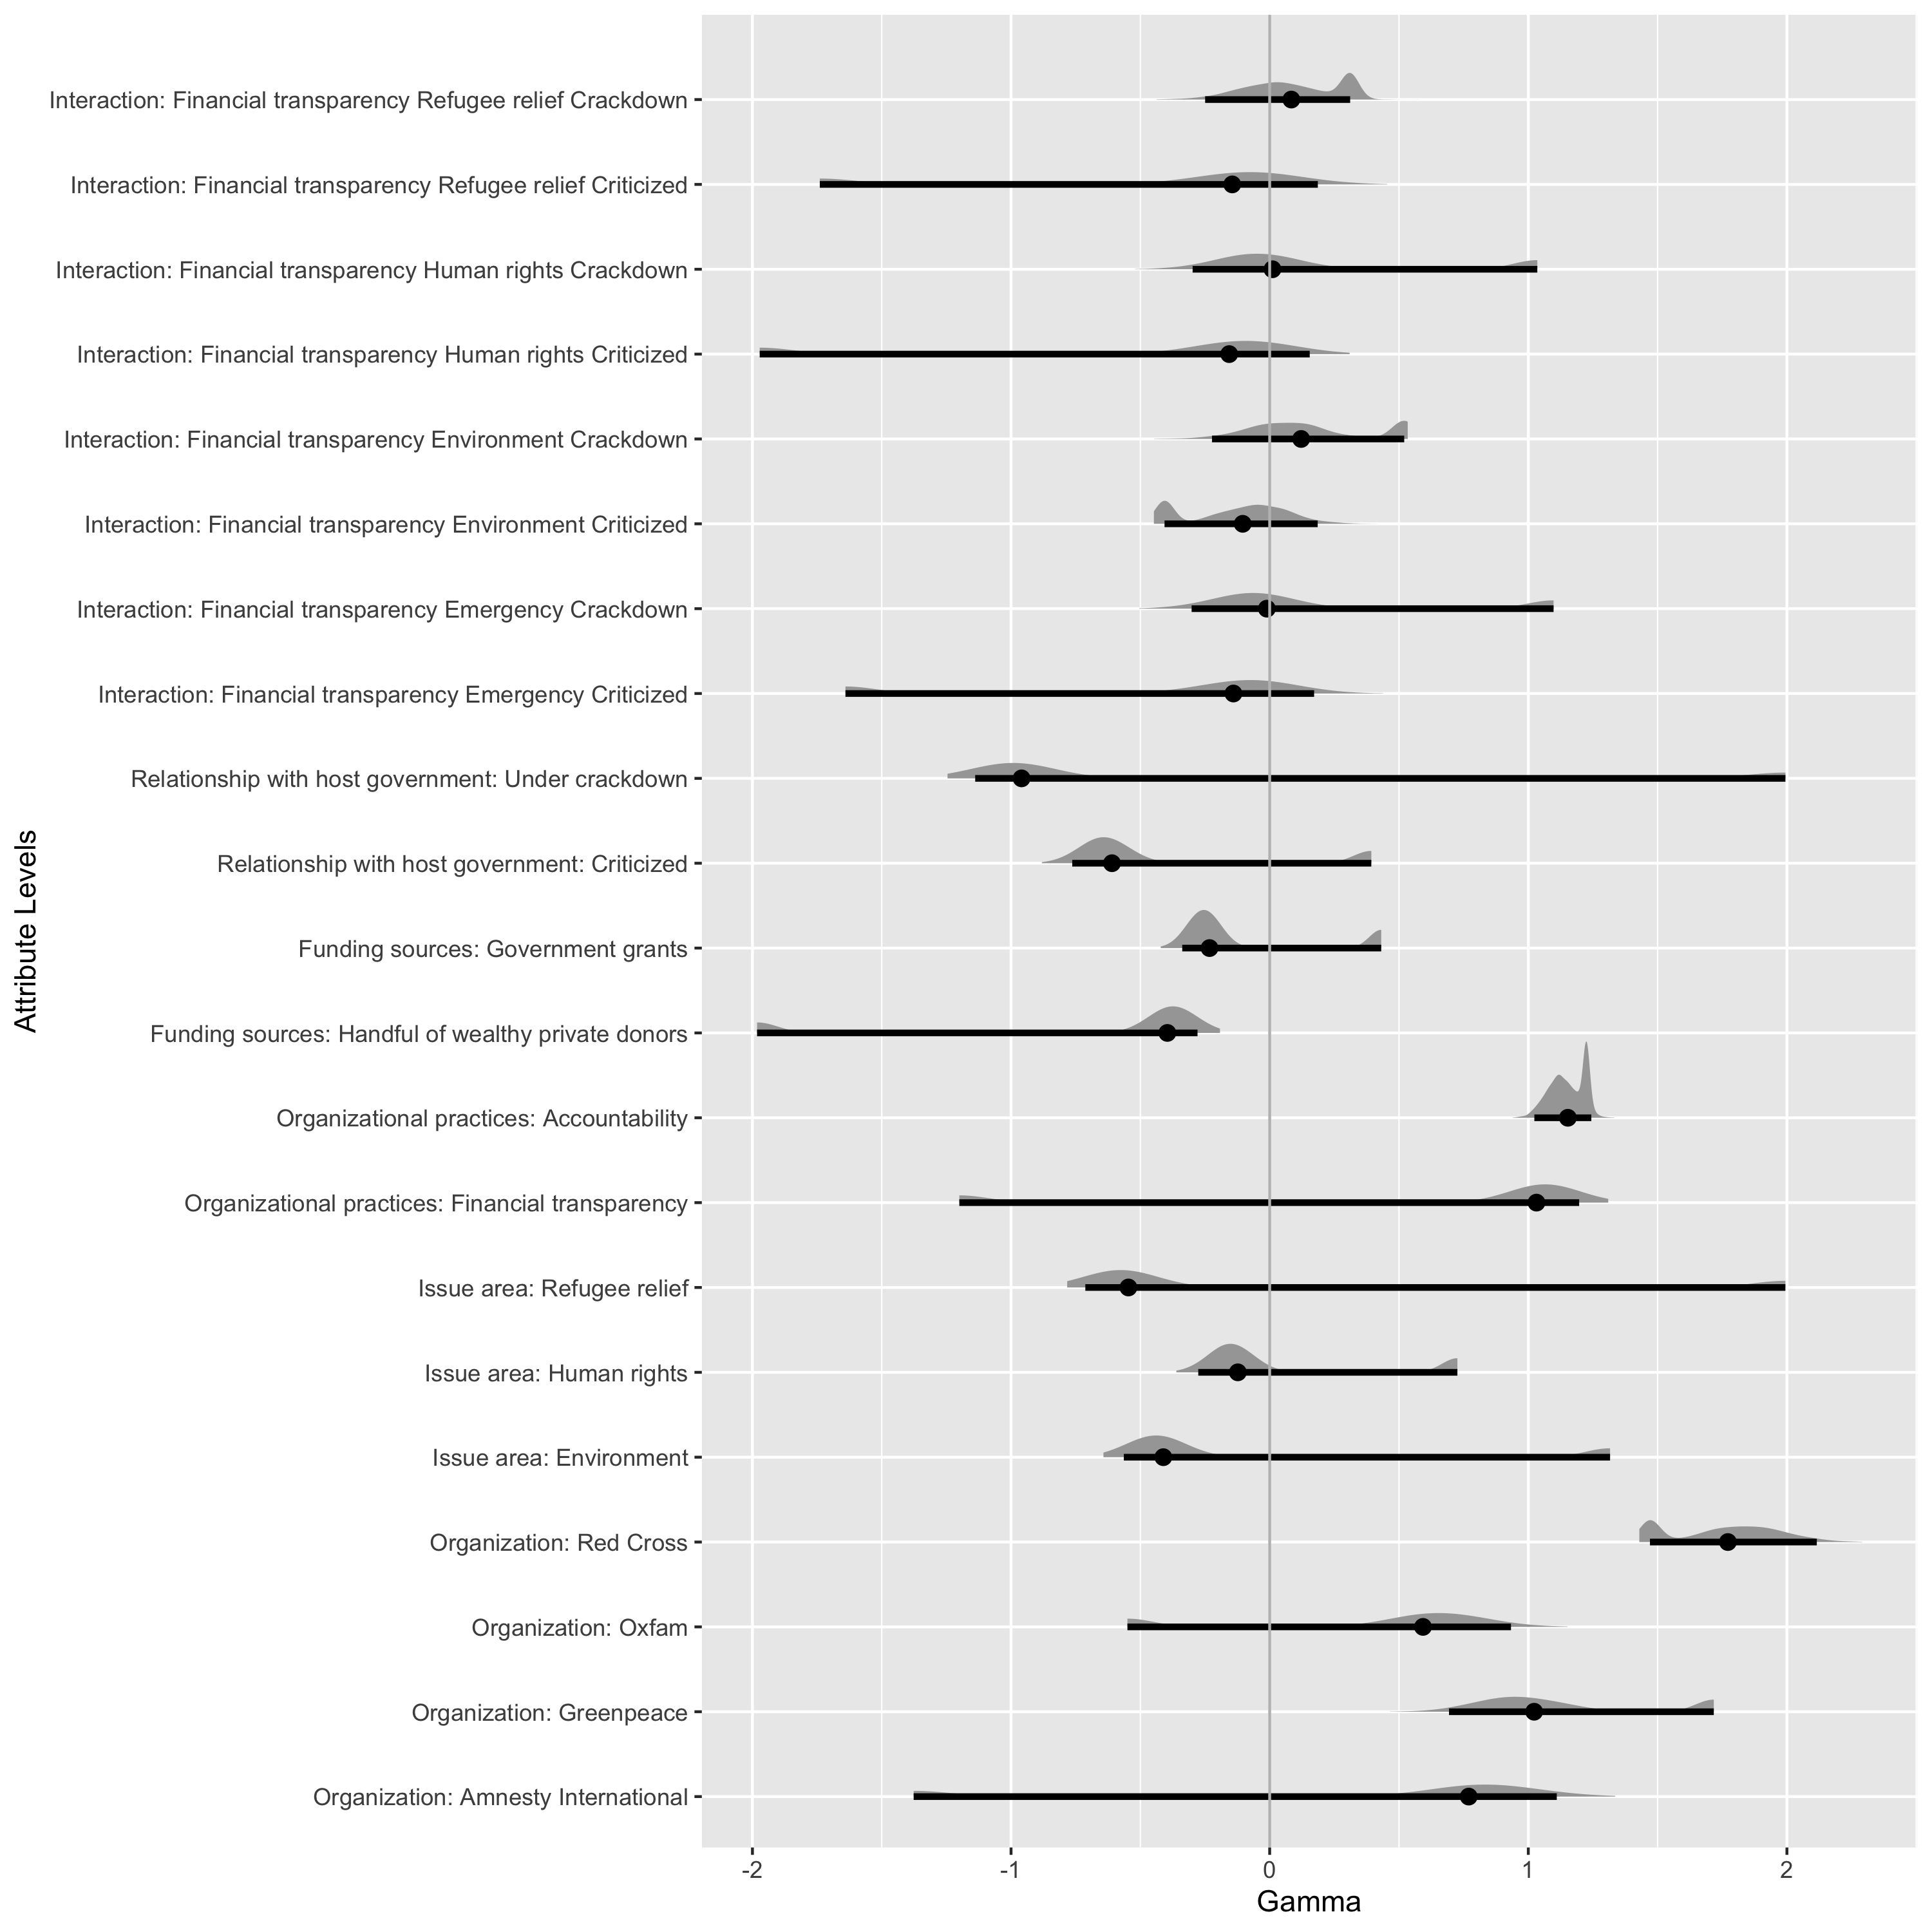 Interaction: Financial transparency Refugee relief Crackdown
Interaction: Financial transparency Refugee relief Criticized
Interaction: Financial transparency Human rights Crackdown
Interaction: Financial transparency Human rights Criticized
Interaction: Financial transparency Environment Crackdown
Interaction: Financial transparency Environment Criticized
Interaction: Financial transparency Emergency Crackdown
Interaction: Financial transparency Emergency Criticized
Relationship with host government: Under crackdown
Relationship with host government: Criticized
Funding sources: Government grants
Funding sources: Handful of wealthy private donors
Organizational practices: Accountability
Organizational practices: Financial transparency
Issue area: Refugee relief
Issue area: Human rights
Issue area: Environment
Organization: Red Cross
Organization: Oxfam
Organization: Greenpeace
Organization: Amnesty International
Attribute Levels
-2 -1 0 1 2
Gamma